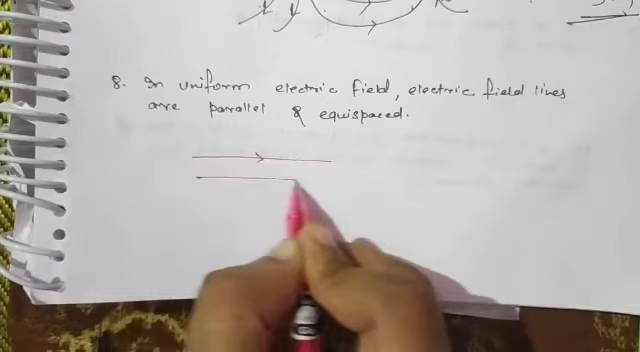 8. In uniform electric field, electric field lines
are parallel & equispaced.